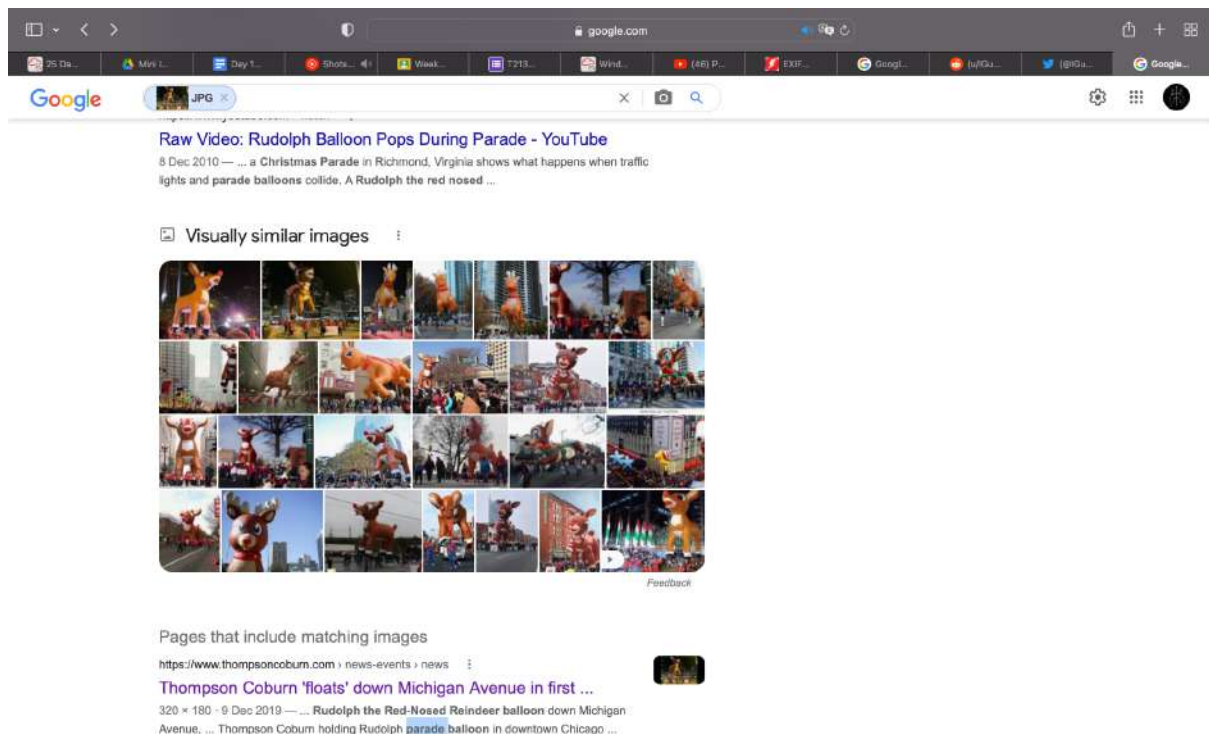 google.com
25 Da...
Mini I...
Day 1...
Shots...
Week...
T213...
Wind...
(46) P...
EXIF...
Googl...
(u/IGu...
(@IGu...
Google...
Google
JPG
Raw Video: Rudolph Balloon Pops During Parade - YouTube
8 Dec 2010 — ... a Christmas Parade in Richmond, Virginia shows what happens when traffic
lights and parade balloons collide. A Rudolph the red nosed ...
Visually similar images
Feedback
Pages that include matching images
https://www.thompsoncoburn.com › news-events › news
Thompson Coburn 'floats' down Michigan Avenue in first ...
320 × 180 · 9 Dec 2019 — ... Rudolph the Red-Nosed Reindeer balloon down Michigan
Avenue, ... Thompson Coburn holding Rudolph parade balloon in downtown Chicago ...